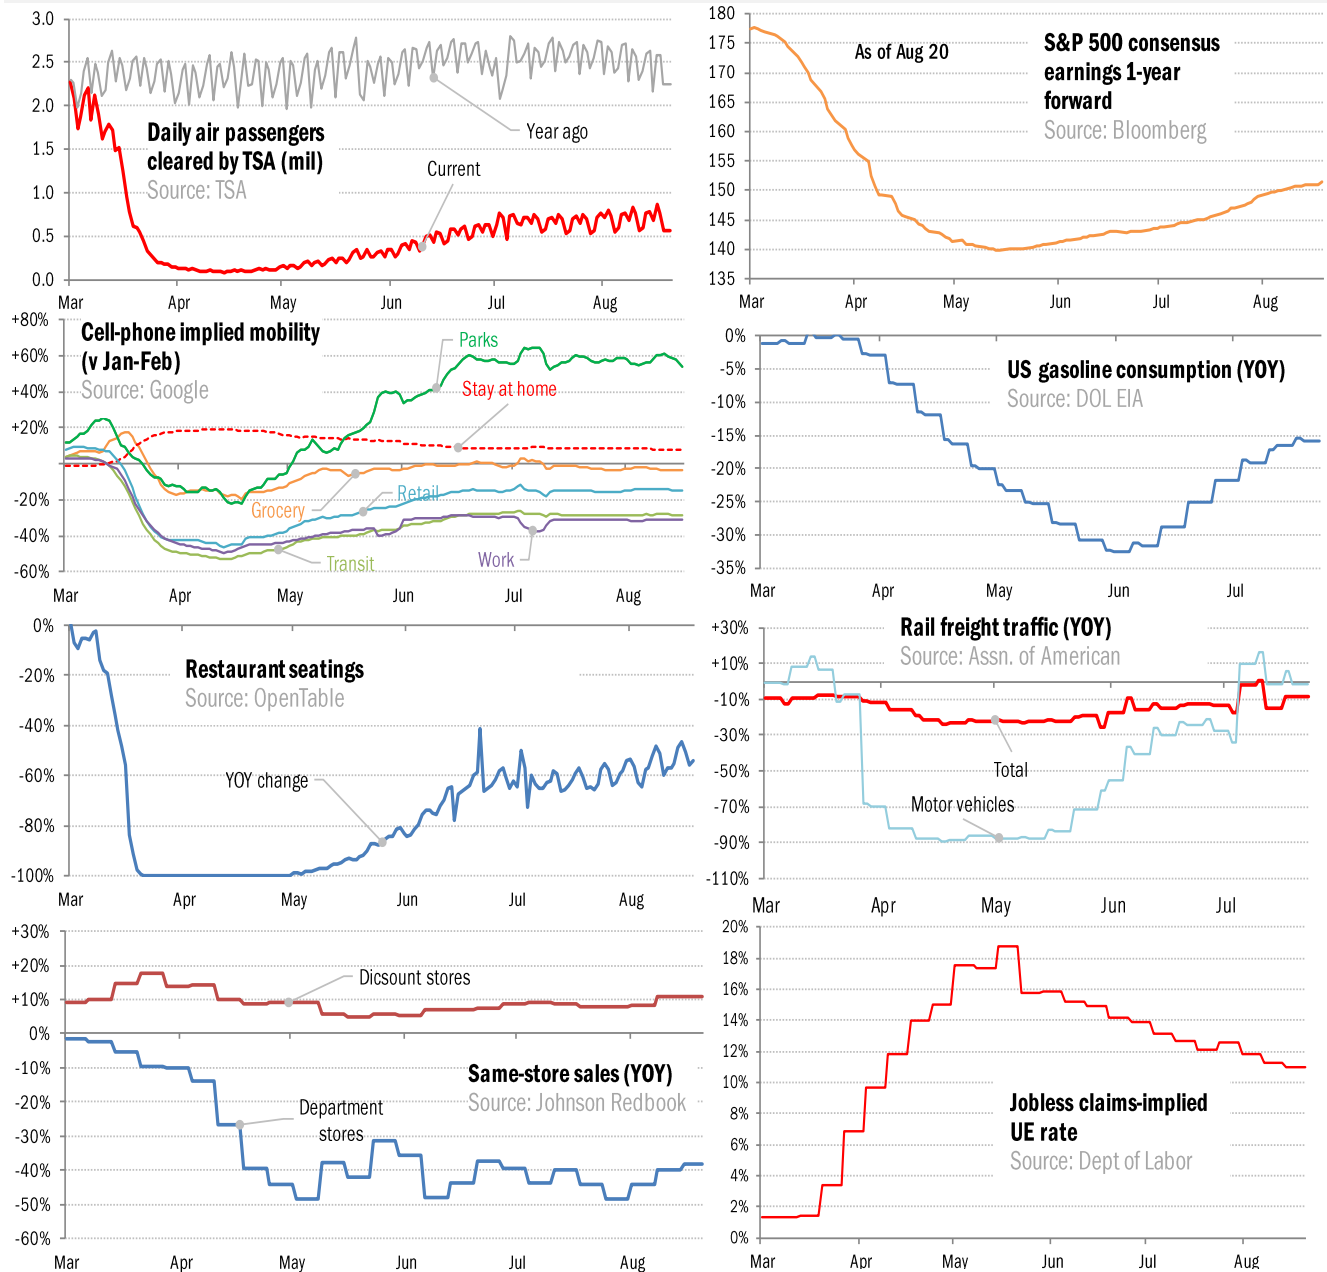 3.0
2.5
2.0
1.5
1.0
0.5
0.0
Daily air passengers
cleared by TSA (mil)
Source: TSA
Year ago
Current
Mar Apr May Jun Jul Aug
180
175
170
165
160
155
150
145
140
135
As of Aug 20
S&P 500 consensus
earnings 1-year
forward
Source: Bloomberg
Mar Apr May Jun Jul Aug
+80%
+60%
+40%
+20%
-20%
-40%
-60%
Cell-phone implied mobility
(v Jan-Feb)
Source: Google
Parks
Stay at home
Grocery
Retail
Transit
Work
Mar Apr May Jun Jul Aug
0%
-5%
-10%
-15%
-20%
-25%
-30%
-35%
US gasoline consumption (YOY)
Source: DOL EIA
Mar Apr May Jun Jul
0%
-20%
-40%
-60%
-80%
-100%
Restaurant seatings
Source: OpenTable
YOY change
Mar Apr May Jun Jul Aug
+30%
+10%
-10%
-30%
-50%
-70%
-90%
-110%
Rail freight traffic (YOY)
Source: Assn. of American
Total
Motor vehicles
Mar Apr May Jun Jul
+30%
+20%
+10%
0%
-10%
-20%
-30%
-40%
-50%
-60%
Dicsount stores
Same-store sales (YOY)
Source: Johnson Redbook
Department
stores
Mar Apr May Jun Jul Aug
20%
18%
16%
14%
12%
10%
8%
6%
4%
2%
0%
Jobless claims-implied
UE rate
Source: Dept of Labor
Mar Apr May Jun Jul Aug